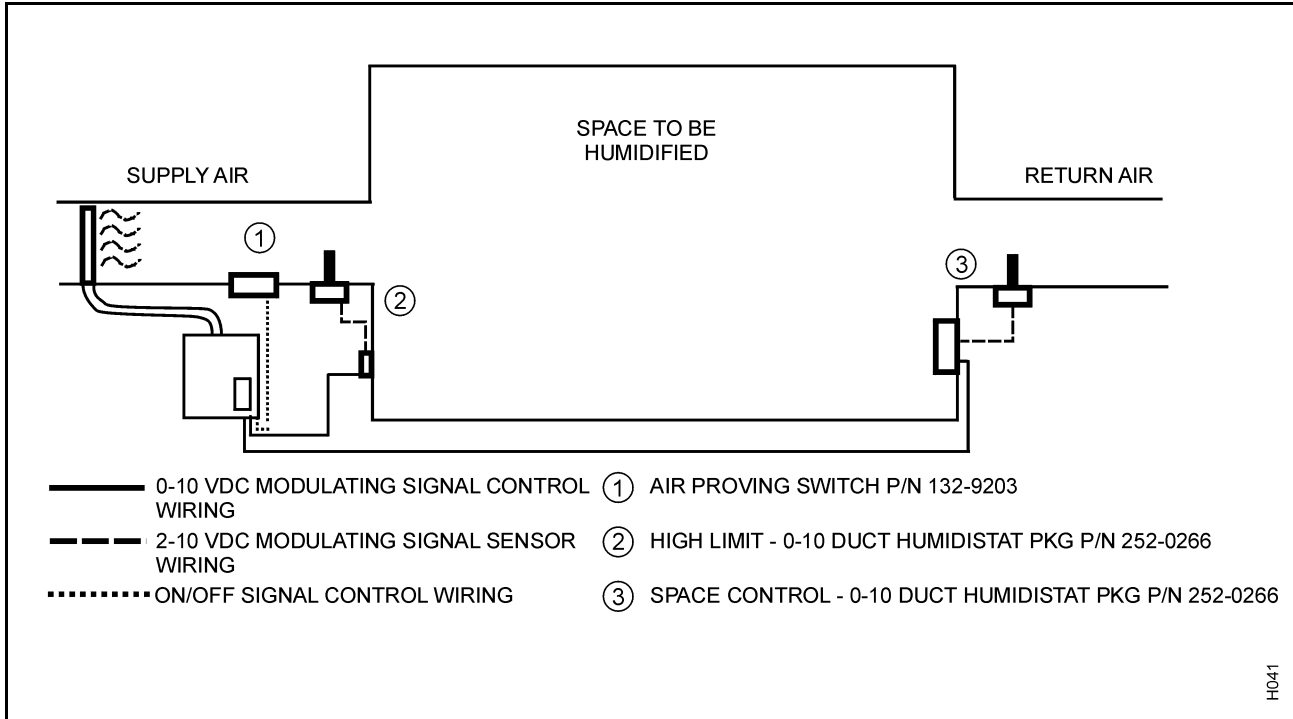 SPACE TO BE
HUMIDIFIED
SUPPLY AIR
RETURN AIR
1
2
3
0-10 VDC MODULATING SIGNAL CONTROL
WIRING
2-10 VDC MODULATING SIGNAL SENSOR
WIRING
ON/OFF SIGNAL CONTROL WIRING
1 AIR PROVING SWITCH P/N 132-9203
2 HIGH LIMIT - 0-10 DUCT HUMIDISTAT PKG P/N 252-0266
3 SPACE CONTROL - 0-10 DUCT HUMIDISTAT PKG P/N 252-0266
H041